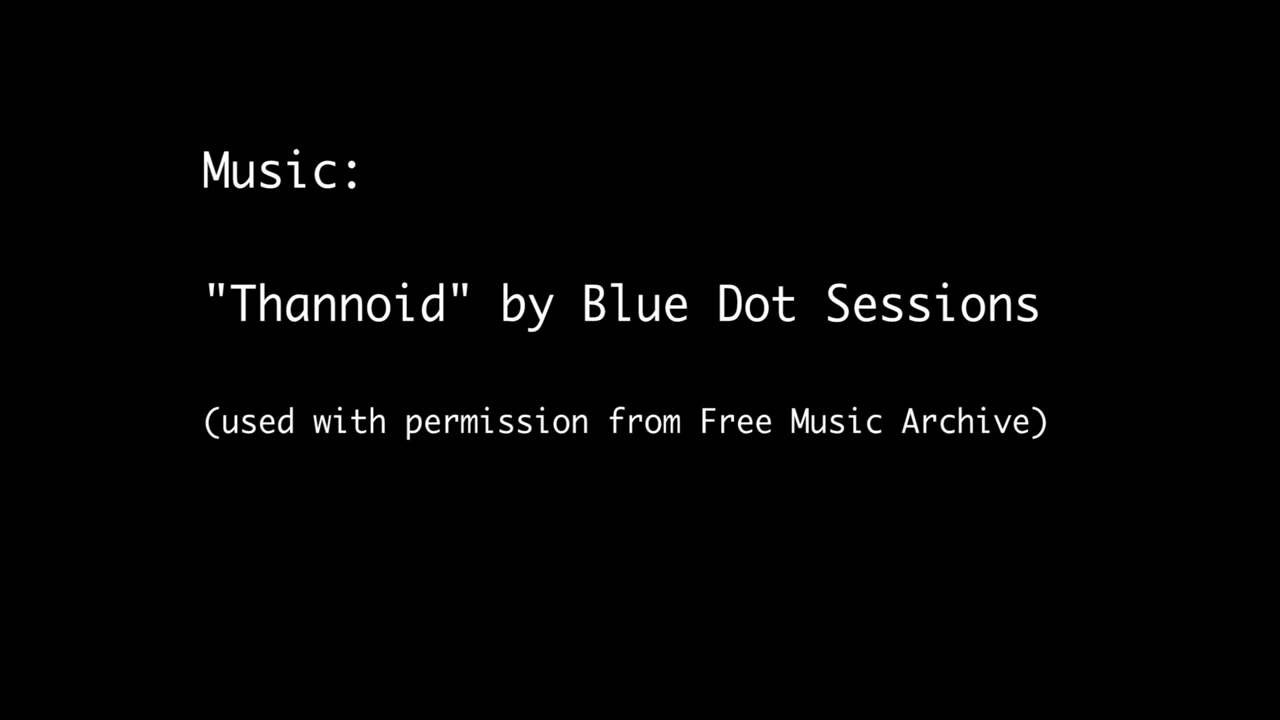 Music:
"Thannoid" by Blue Dot Sessions
(used with permission from Free Music Archive)